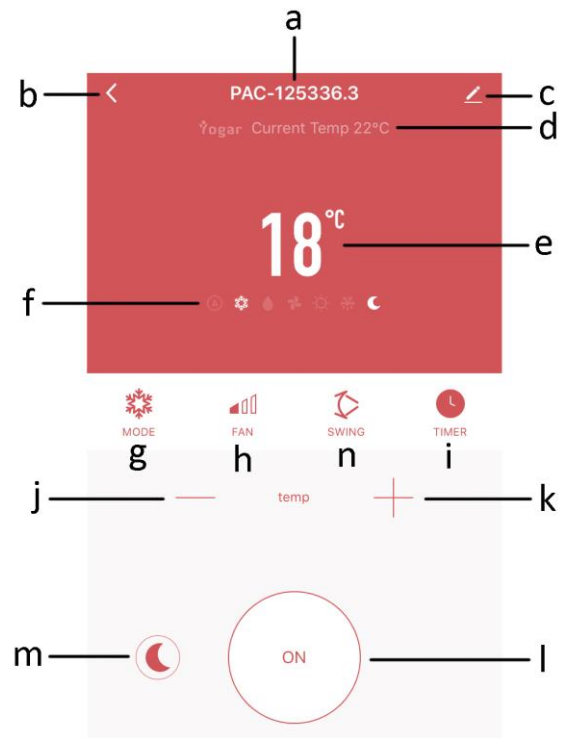 a
b
PAC-125336.3
c
Yogar Current Temp 22°C
d
18°C
e
f
A
MODE
FAN
SWING
TIMER
g
h
n
i
j
temp
k
m
ON
l